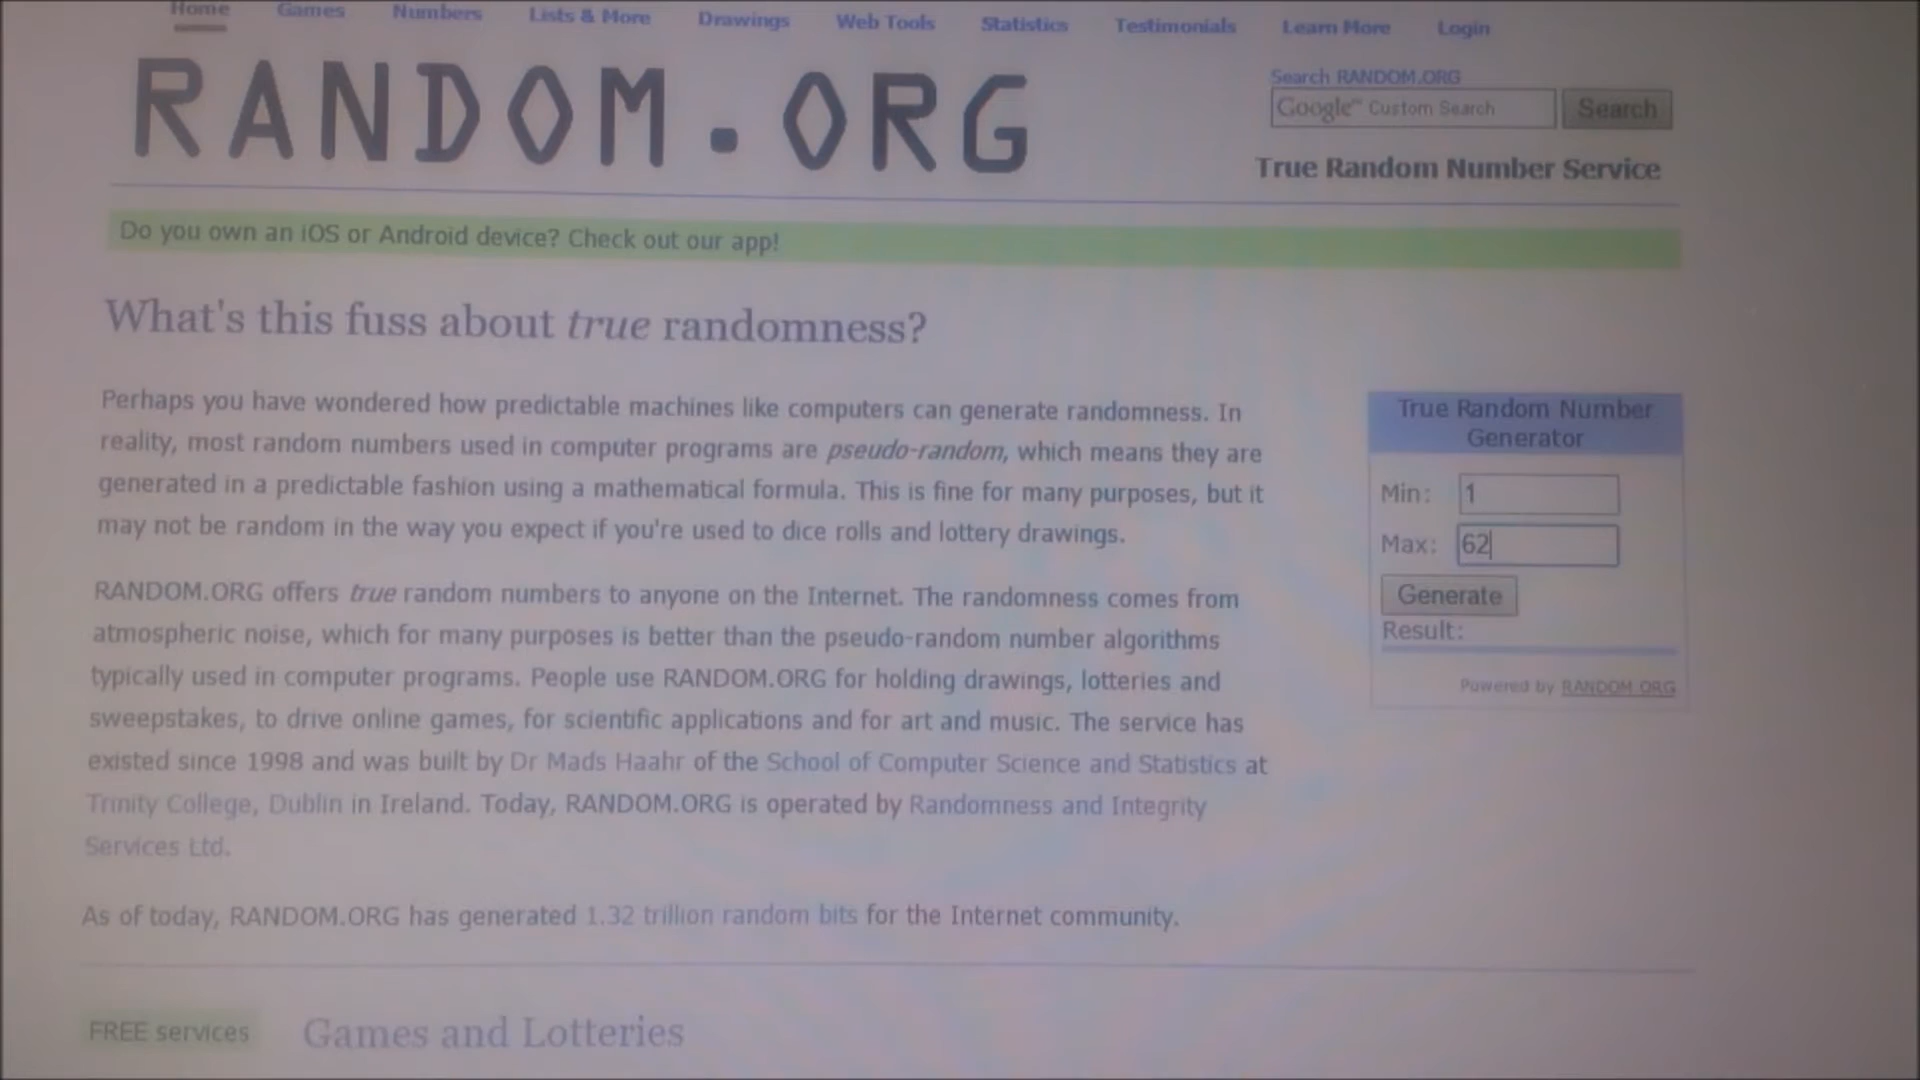 Home Games Numbers Lists & More Drawings Web Tools Statistics Testimonials Learn More Login
RANDOM.ORG
Search RANDOM.ORG
Google™ Custom Search Search
True Random Number Service
Do you own an iOS or Android device? Check out our app!
What's this fuss about true randomness?
Perhaps you have wondered how predictable machines like computers can generate randomness. In
reality, most random numbers used in computer programs are pseudo-random, which means they are
generated in a predictable fashion using a mathematical formula. This is fine for many purposes, but it
may not be random in the way you expect if you're used to dice rolls and lottery drawings.
RANDOM.ORG offers true random numbers to anyone on the Internet. The randomness comes from
atmospheric noise, which for many purposes is better than the pseudo-random number algorithms
typically used in computer programs. People use RANDOM.ORG for holding drawings, lotteries and
sweepstakes, to drive online games, for scientific applications and for art and music. The service has
existed since 1998 and was built by Dr Mads Haahr of the School of Computer Science and Statistics at
Trinity College, Dublin in Ireland. Today, RANDOM.ORG is operated by Randomness and Integrity
Services Ltd.
As of today, RANDOM.ORG has generated 1.32 trillion random bits for the Internet community.
True Random Number
Generator
Min: 1
Max: 62
Generate
Result:
Powered by RANDOM.ORG
FREE services
Games and Lotteries